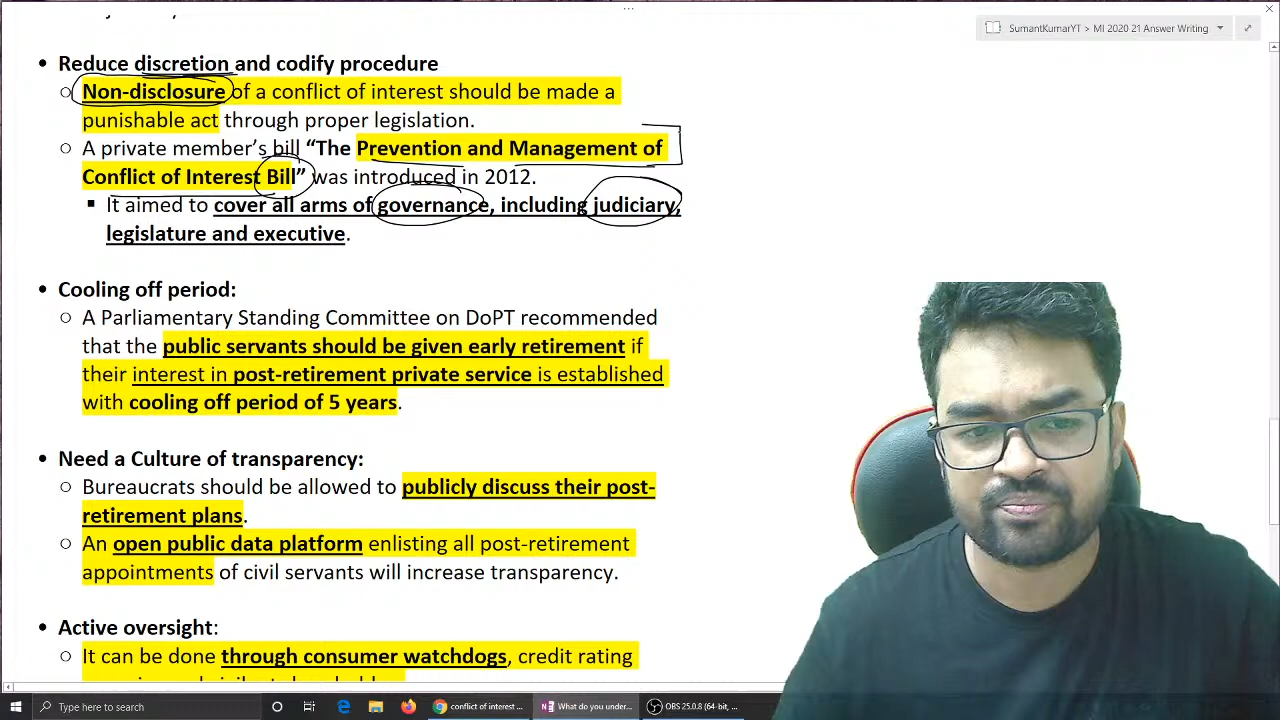 SumantKumarYT > MI 2020 21 Answer Writing
• Reduce discretion and codify procedure
○ Non-disclosure of a conflict of interest should be made a
punishable act through proper legislation.
○ A private member's bill “The Prevention and Management of
Conflict of Interest Bill” was introduced in 2012.
▪ It aimed to cover all arms of governance, including judiciary,
legislature and executive.
• Cooling off period:
○ A Parliamentary Standing Committee on DoPT recommended
that the public servants should be given early retirement if
their interest in post-retirement private service is established
with cooling off period of 5 years.
• Need a Culture of transparency:
○ Bureaucrats should be allowed to publicly discuss their post-
retirement plans.
○ An open public data platform enlisting all post-retirement
appointments of civil servants will increase transparency.
• Active oversight:
○ It can be done through consumer watchdogs, credit rating
Type here to search
conflict of interest ...
What do you under...
OBS 25.0.8 (64-bit, ...